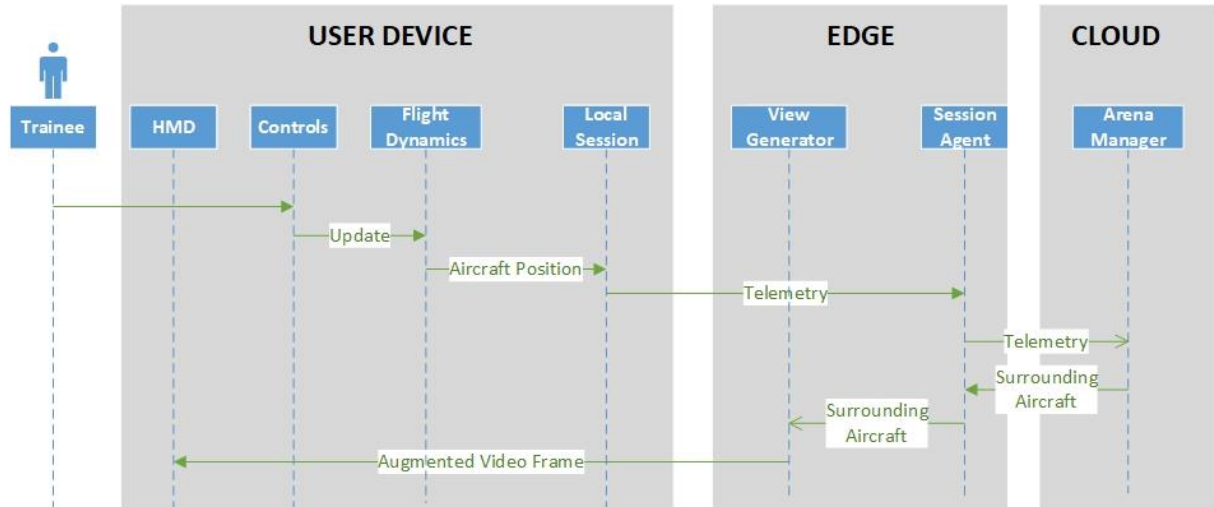 USER DEVICE
EDGE
CLOUD
Trainee
HMD
Controls
Flight
Dynamics
Local
Session
View
Generator
Session
Agent
Arena
Manager
Update
Aircraft Position
Telemetry
Telemetry
Surrounding
Aircraft
Surrounding
Aircraft
Augmented Video Frame